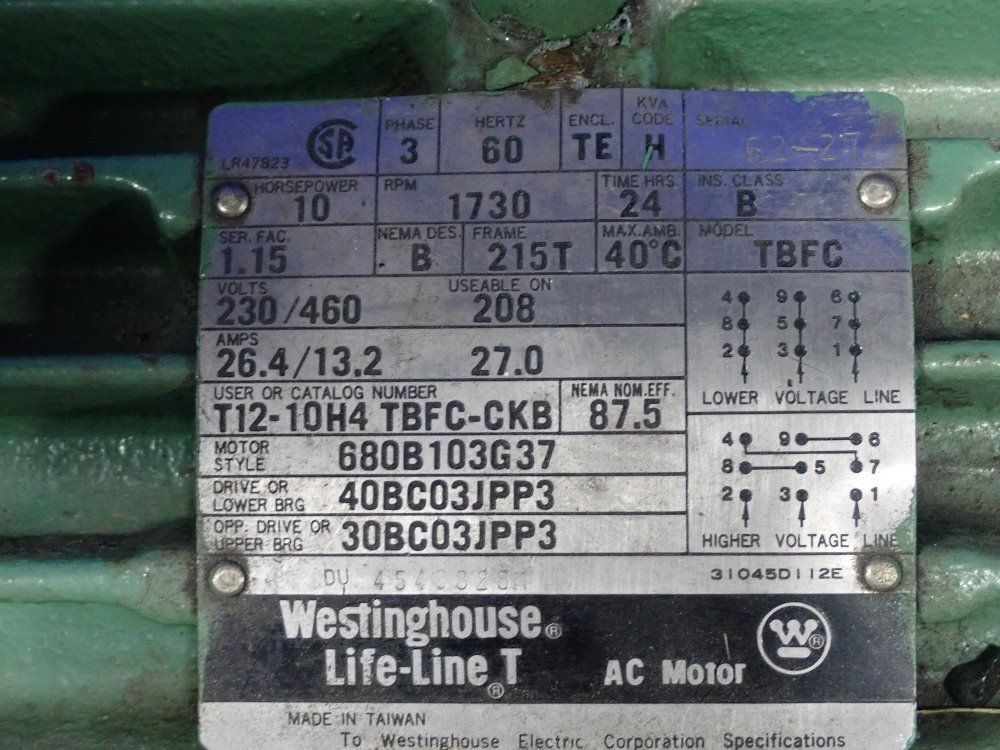 LR47823 SA
PHASE 3
HERTZ 60
ENCL. TE
KVA CODE H
SERIAL 62-27
HORSEPOWER 10
RPM 1730
TIME HRS. 24
INS. CLASS B
SER. FAC. 1.15
NEMA DES. B
FRAME 215T
MAX. AMB. 40°C
MODEL TBFC
VOLTS 230/460
USEABLE ON 208
AMPS 26.4/13.2 27.0
USER OR CATALOG NUMBER T12-10H4 TBFC-CKB
NEMA NOM. EFF. 87.5
MOTOR STYLE 680B103G37
DRIVE OR LOWER BRG 40BC03JPP3
OPP. DRIVE OR UPPER BRG 30BC03JPP3
4 9 6
8 5 7
2 3 1
LOWER VOLTAGE LINE
4 9 6
8 5 7
2 3 1
HIGHER VOLTAGE LINE
DU
31045D112E
Westinghouse®
Life-Line T®
AC Motor
W®
MADE IN TAIWAN
To Westinghouse Electric Corporation Specifications